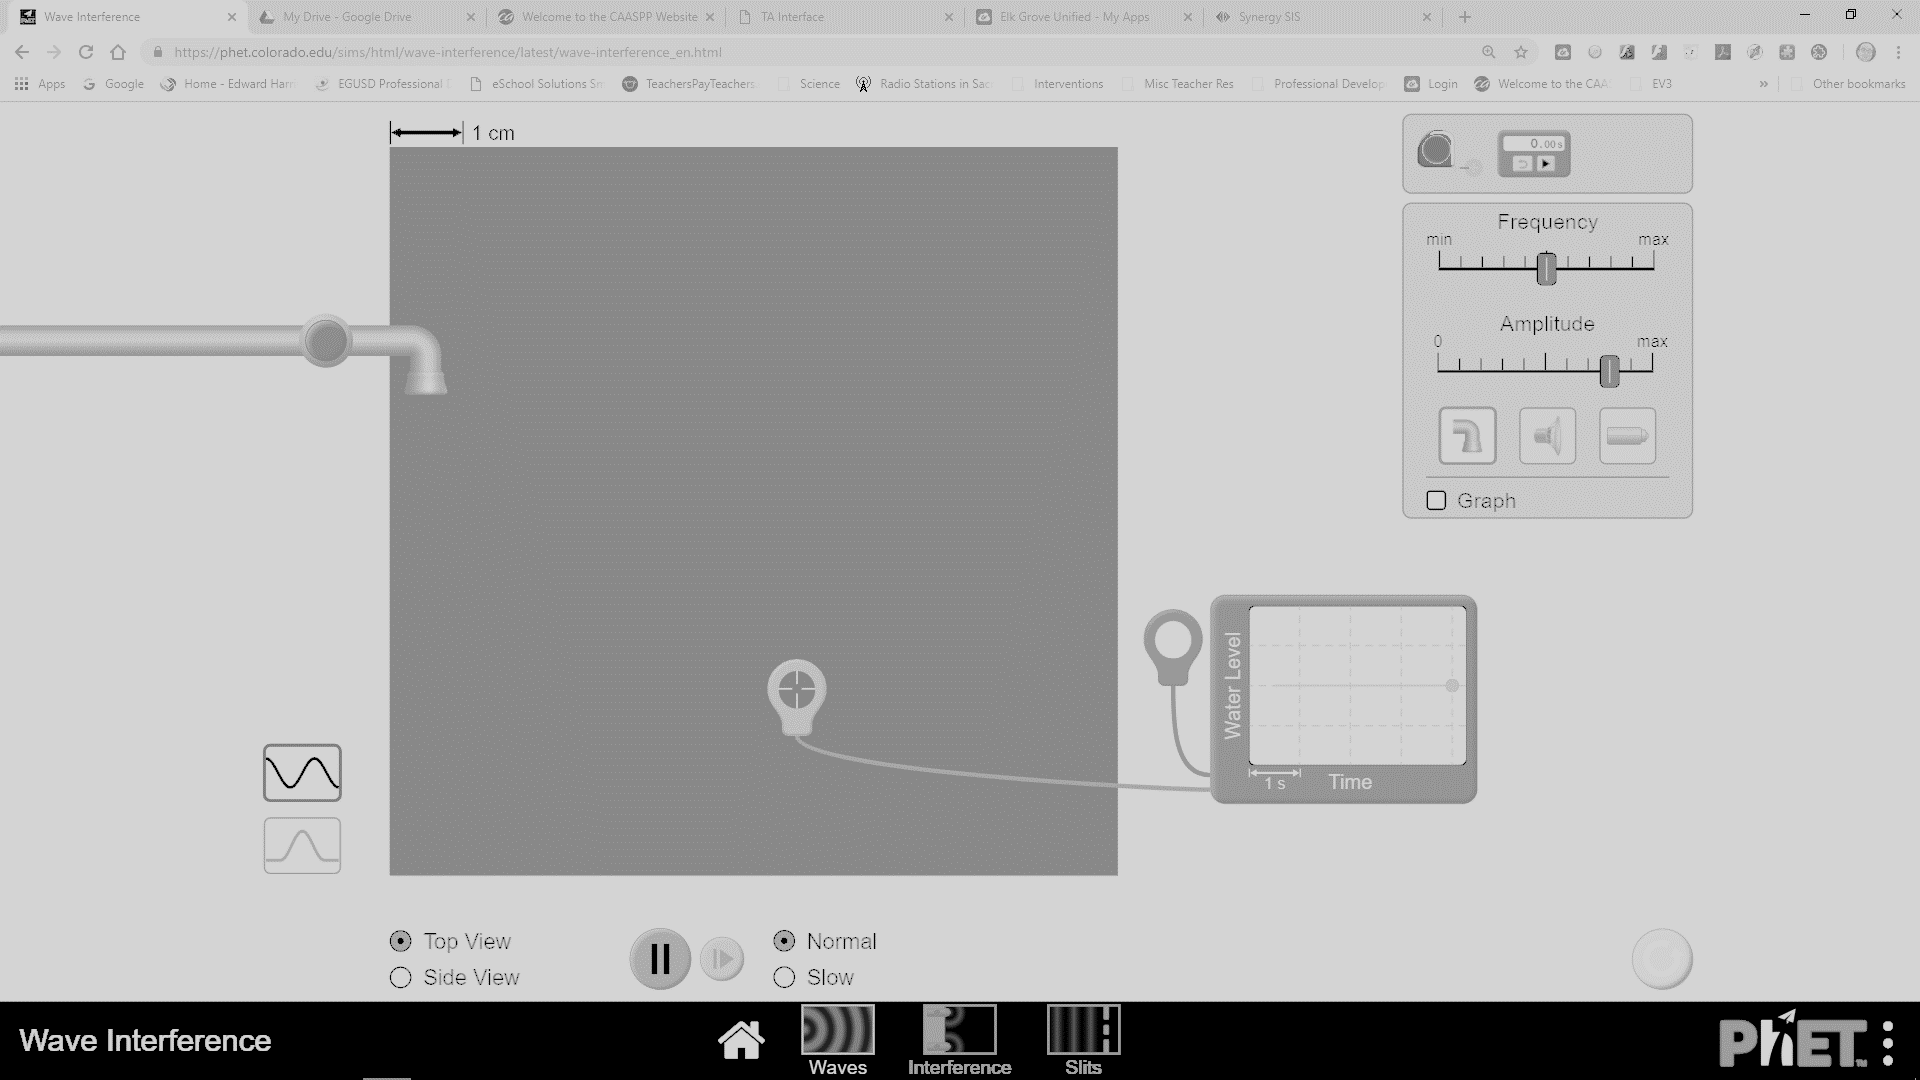 Wave Interference
My Drive - Google Drive
Welcome to the CAASPP Website
TA Interface
Elk Grove Unified - My Apps
Synergy SIS
https://phet.colorado.edu/sims/html/wave-interference/latest/wave-interference_en.html
Apps
Google
Home - Edward Harr
EGUSD Professional
eSchool Solutions Sm
TeachersPayTeachers
Science
Radio Stations in Sac
Interventions
Misc Teacher Res
Professional Develop
Login
Welcome to the CAA
EV3
Other bookmarks
1 cm
0.00s
Frequency
min max
Amplitude
0 max
Graph
Water Level
1 s
Time
Top View
Side View
Normal
Slow
Wave Interference
Waves
Interference
Slits
PhET